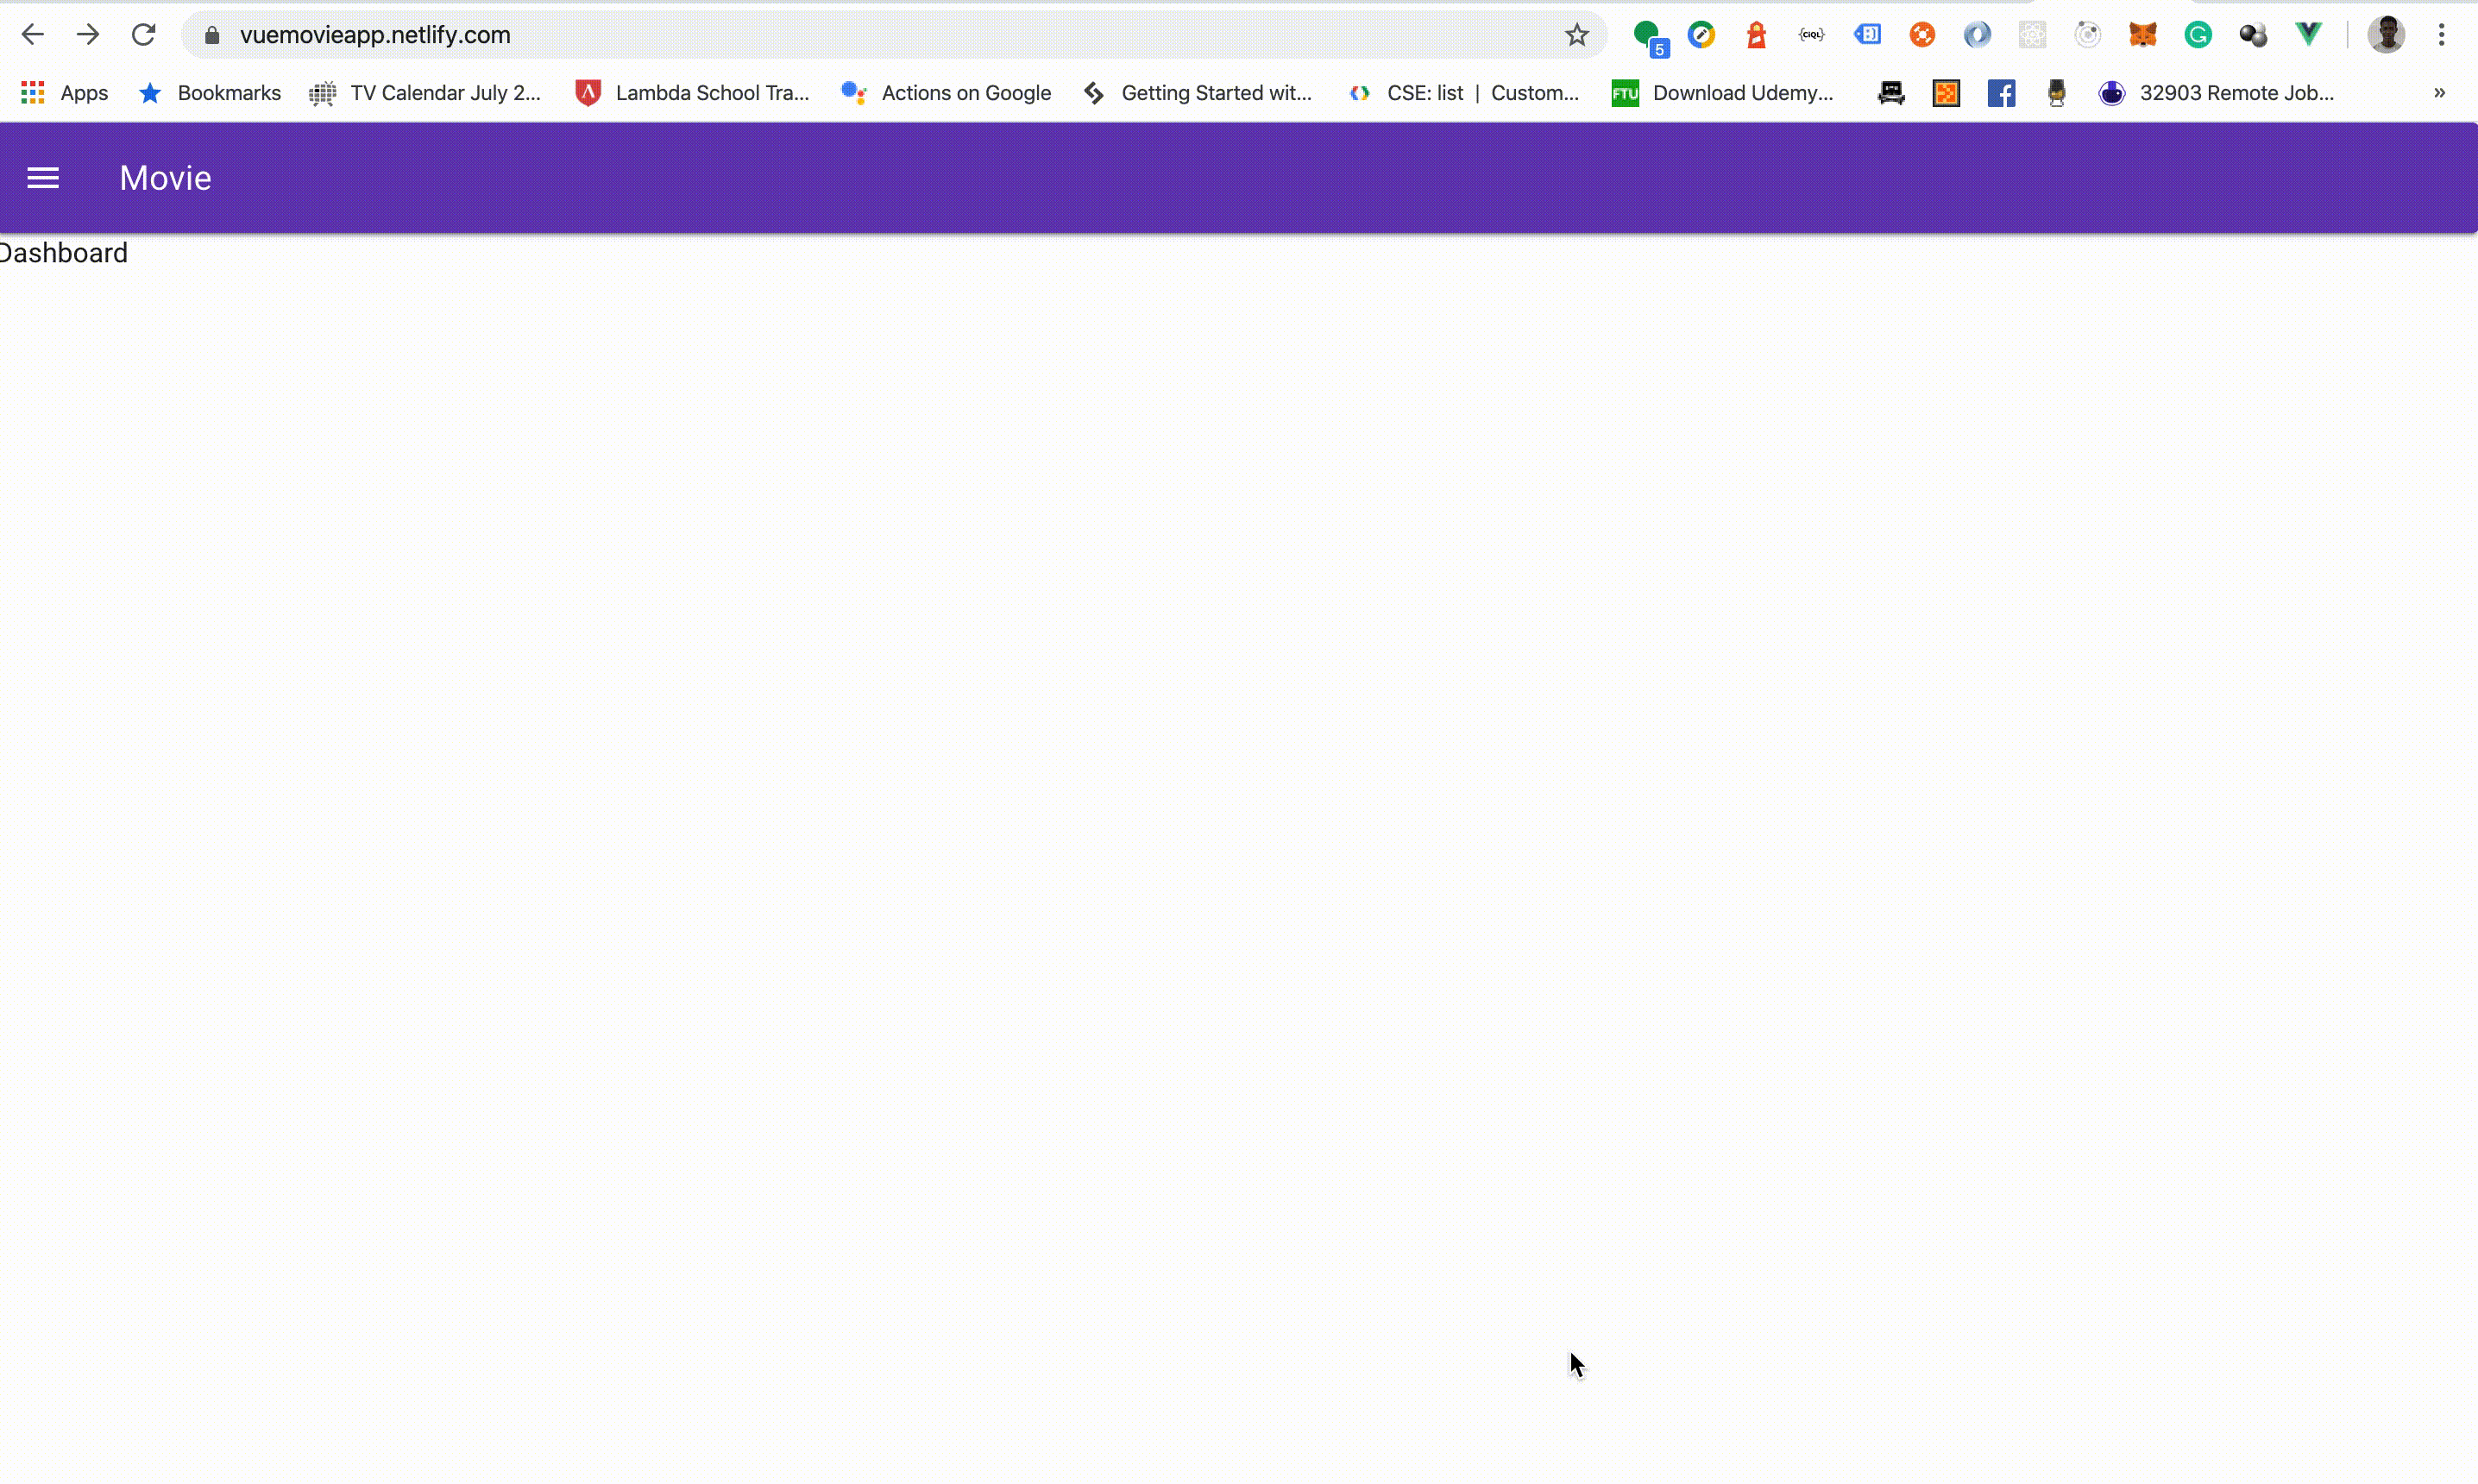 vuemovieapp.netlify.com
5
{CIQL}
Apps Bookmarks TV Calendar July 2... Lambda School Tra... Actions on Google Getting Started wit... CSE: list | Custom... FTU Download Udemy... 32903 Remote Job... »
Movie
Dashboard